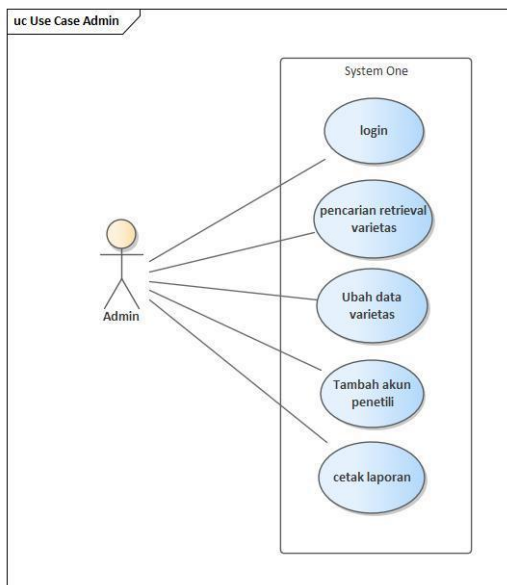 uc Use Case Admin
System One
login
pencarian retrieval
varietas
Ubah data
varietas
Admin
Tambah akun
penetili
cetak laporan